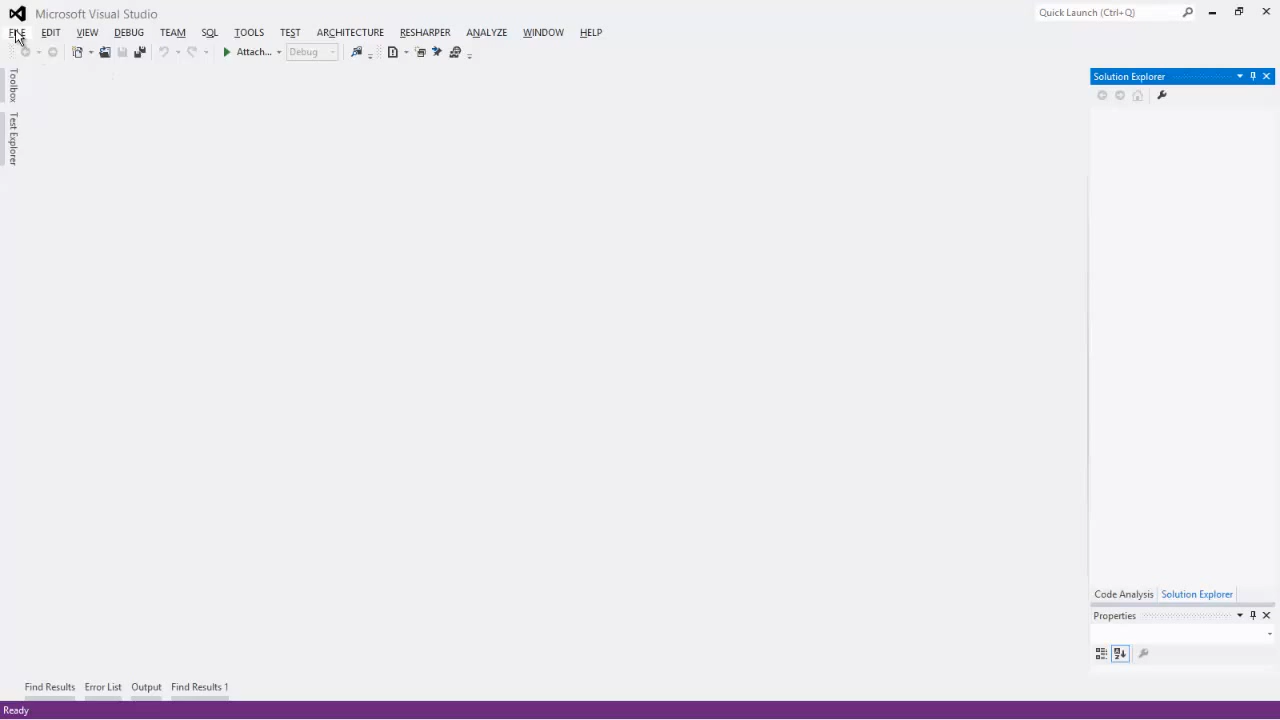 Microsoft Visual Studio
Quick Launch (Ctrl+Q)
FILE EDIT VIEW DEBUG TEAM SQL TOOLS TEST ARCHITECTURE RESHARPER ANALYZE WINDOW HELP
Attach... Debug
Toolbox
Test Explorer
Solution Explorer
Code Analysis Solution Explorer
Properties
Find Results Error List Output Find Results 1
Ready